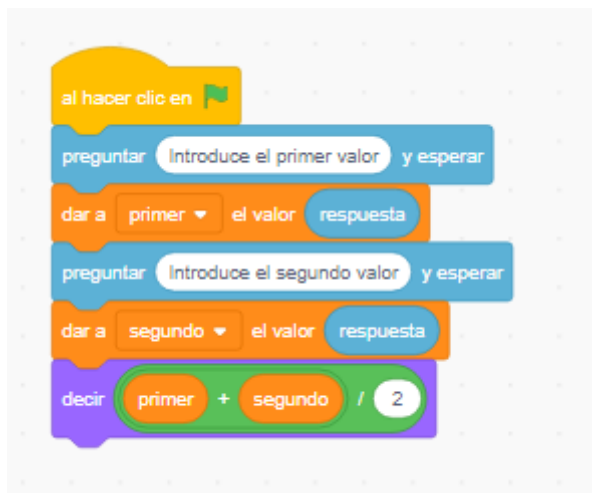 al hacer clic en
preguntar Introduce el primer valor y esperar
dar a primer el valor respuesta
preguntar Introduce el segundo valor y esperar
dar a segundo el valor respuesta
decir primer + segundo / 2